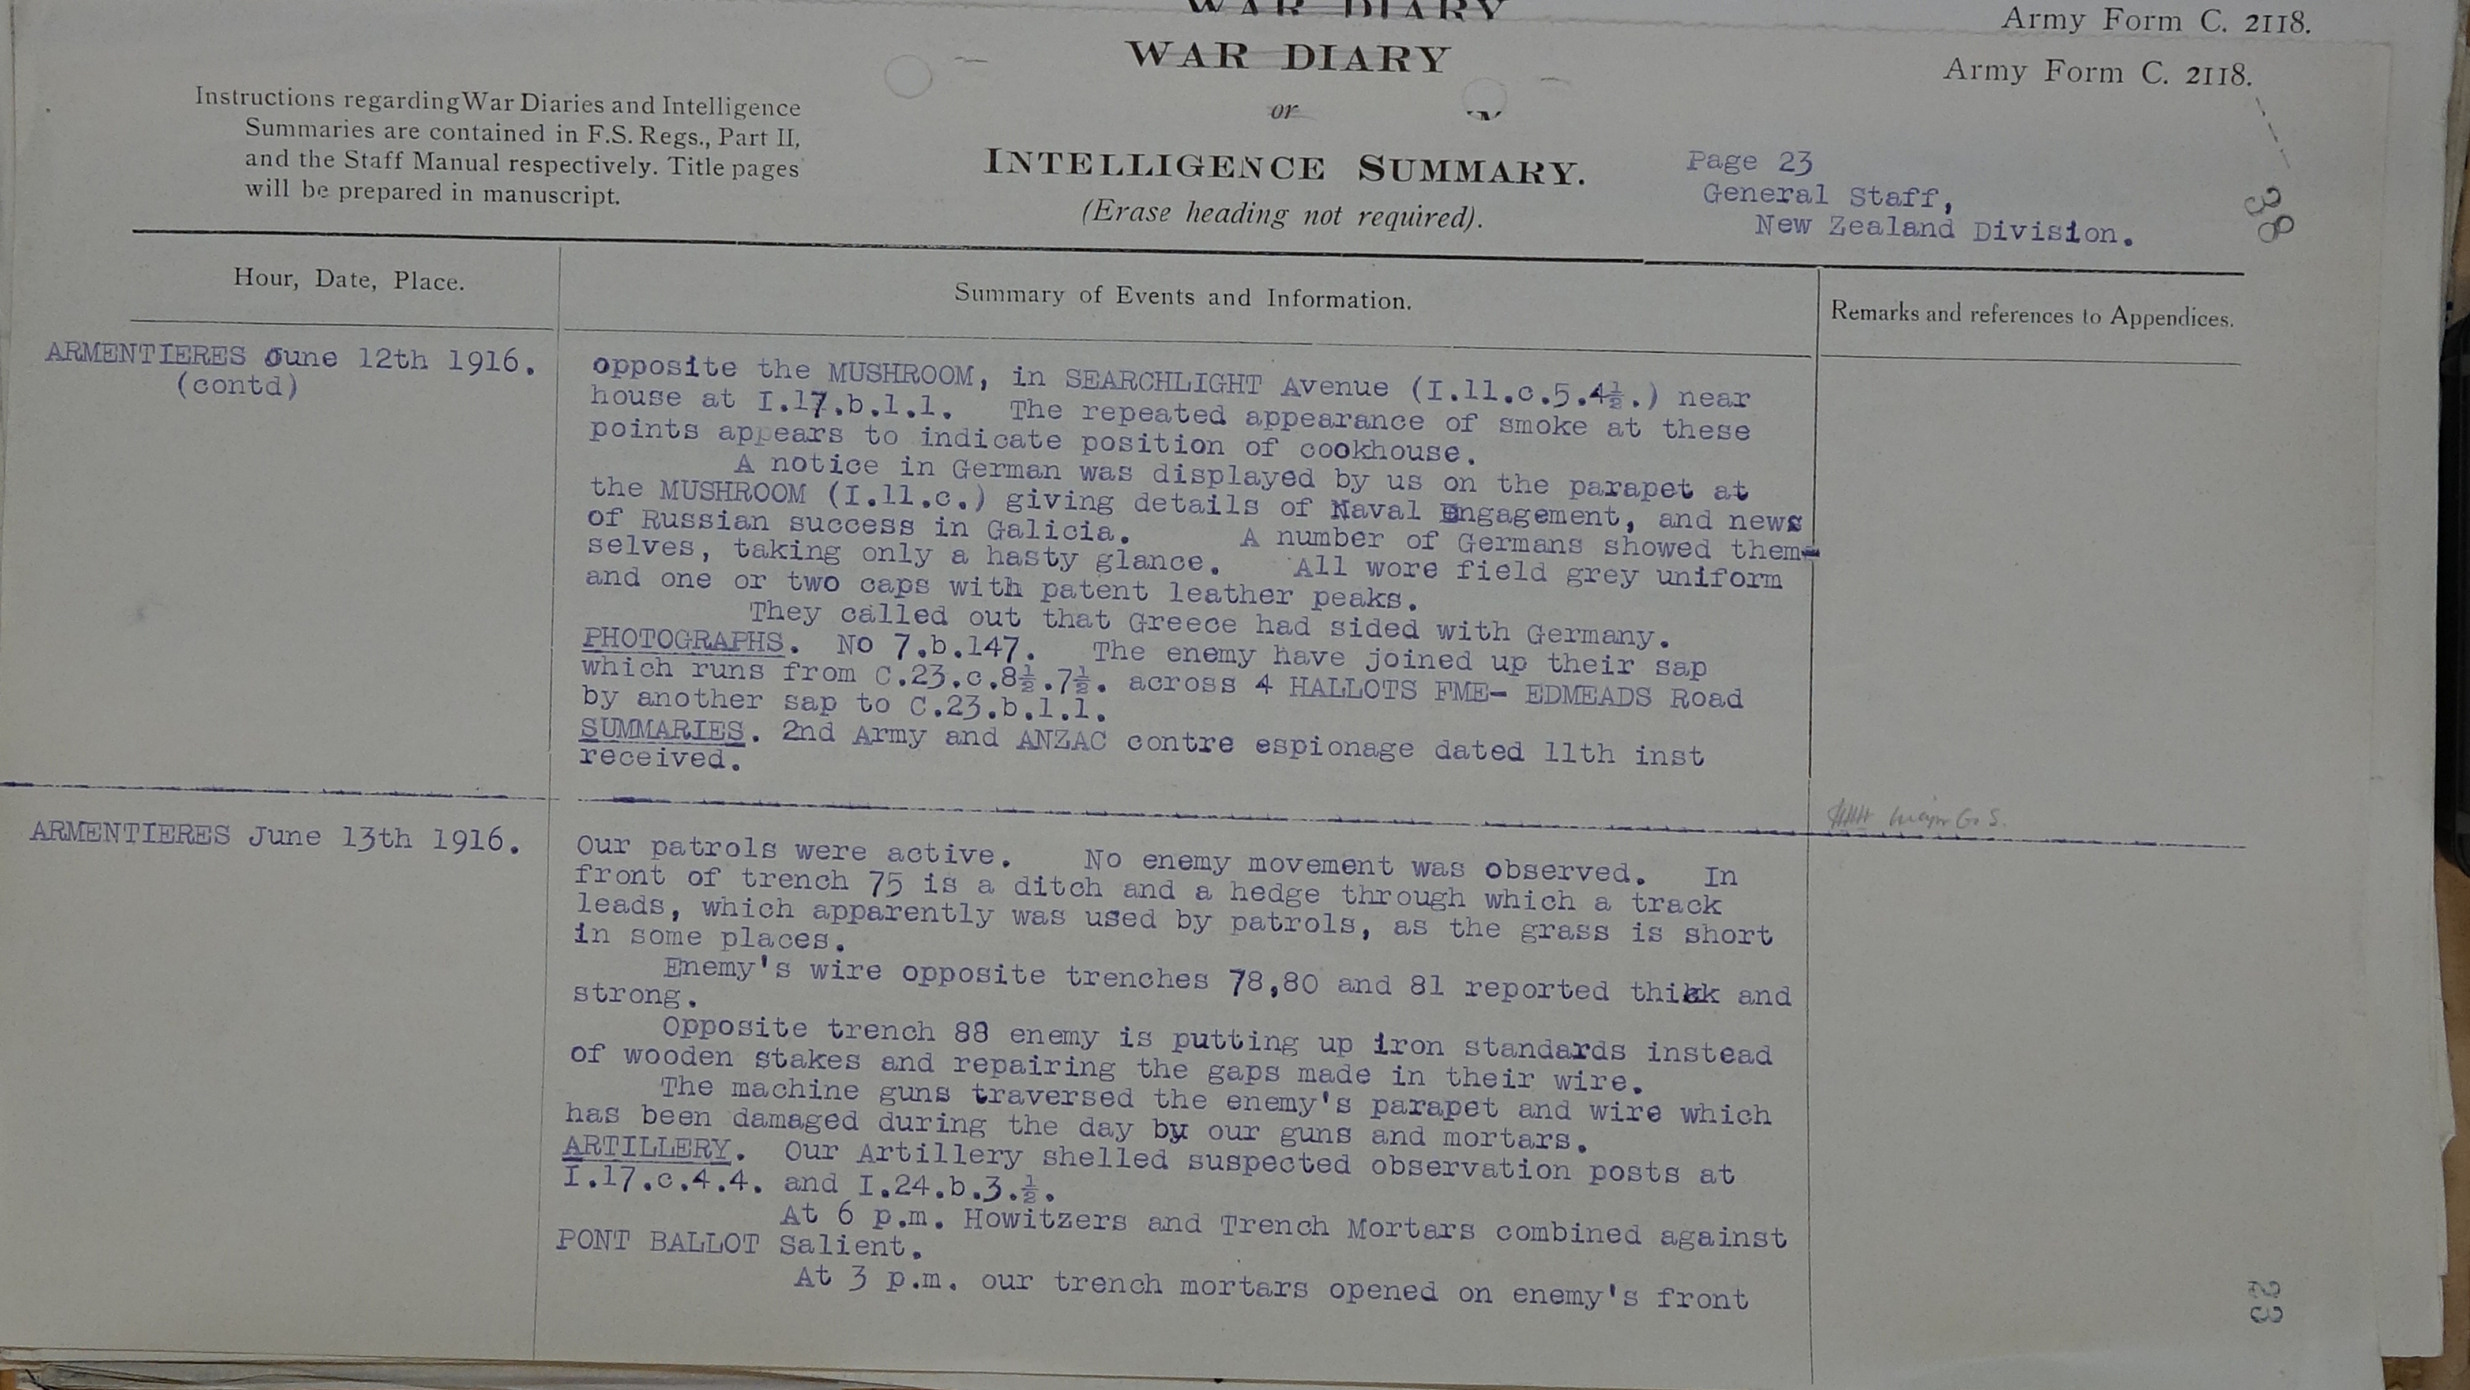 WAR DIARY
Army Form C. 2118.
WAR DIARY
Army Form C. 2118.
or
INTELLIGENCE SUMMARY.
(Erase heading not required).
Instructions regarding War Diaries and Intelligence
Summaries are contained in F.S. Regs., Part II,
and the Staff Manual respectively. Title pages
will be prepared in manuscript.
Page 23
General Staff,
New Zealand Division.
38
Hour, Date, Place.
Summary of Events and Information.
Remarks and references to Appendices.
ARMENTIERES June 12th 1916.
(contd)
opposite the MUSHROOM, in SEARCHLIGHT Avenue (I.11.c.5.4½.) near
house at I.17.b.1.1. The repeated appearance of smoke at these
points appears to indicate position of cookhouse.
A notice in German was displayed by us on the parapet at
the MUSHROOM (I.11.c.) giving details of Naval Engagement, and news
of Russian success in Galicia. A number of Germans showed them-
selves, taking only a hasty glance. All wore field grey uniform
and one or two caps with patent leather peaks.
They called out that Greece had sided with Germany.
PHOTOGRAPHS. No 7.b.147. The enemy have joined up their sap
which runs from C.23.c.8½.7½. across 4 HALLOTS FME- EDMEADS Road
by another sap to C.23.b.1.1.
SUMMARIES. 2nd Army and ANZAC contre espionage dated 11th inst
received.
Major G.S.
ARMENTIERES June 13th 1916.
Our patrols were active. No enemy movement was observed. In
front of trench 75 is a ditch and a hedge through which a track
leads, which apparently was used by patrols, as the grass is short
in some places.
Enemy's wire opposite trenches 78,80 and 81 reported thick and
strong.
Opposite trench 88 enemy is putting up iron standards instead
of wooden stakes and repairing the gaps made in their wire.
The machine guns traversed the enemy's parapet and wire which
has been damaged during the day by our guns and mortars.
ARTILLERY. Our Artillery shelled suspected observation posts at
I.17.c.4.4. and I.24.b.3.½.
At 6 p.m. Howitzers and Trench Mortars combined against
PONT BALLOT Salient.
At 3 p.m. our trench mortars opened on enemy's front
23